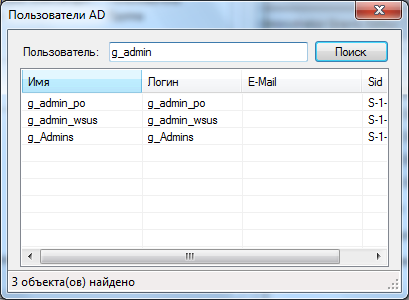 Пользователи AD
Пользователь: g_admin Поиск
Имя Логин E-Mail Sid
g_admin_po g_admin_po S-1-
g_admin_wsus g_admin_wsus S-1-
g_Admins g_Admins S-1-
3 объекта(ов) найдено